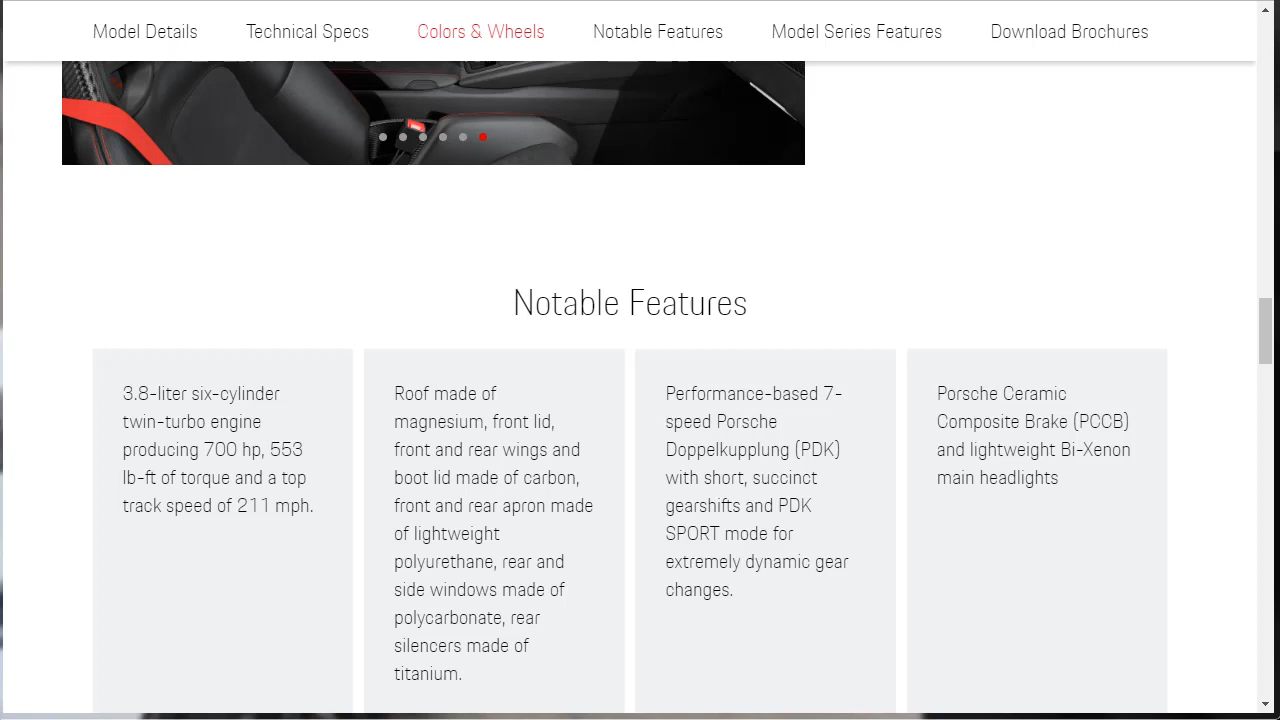 Model Details
Technical Specs
Colors & Wheels
Notable Features
Model Series Features
Download Brochures
Notable Features
3.8-liter six-cylinder
twin-turbo engine
producing 700 hp, 553
lb-ft of torque and a top
track speed of 211 mph.
Roof made of
magnesium, front lid,
front and rear wings and
boot lid made of carbon,
front and rear apron made
of lightweight
polyurethane, rear and
side windows made of
polycarbonate, rear
silencers made of
titanium.
Performance-based 7-
speed Porsche
Doppelkupplung (PDK)
with short, succinct
gearshifts and PDK
SPORT mode for
extremely dynamic gear
changes.
Porsche Ceramic
Composite Brake (PCCB)
and lightweight Bi-Xenon
main headlights